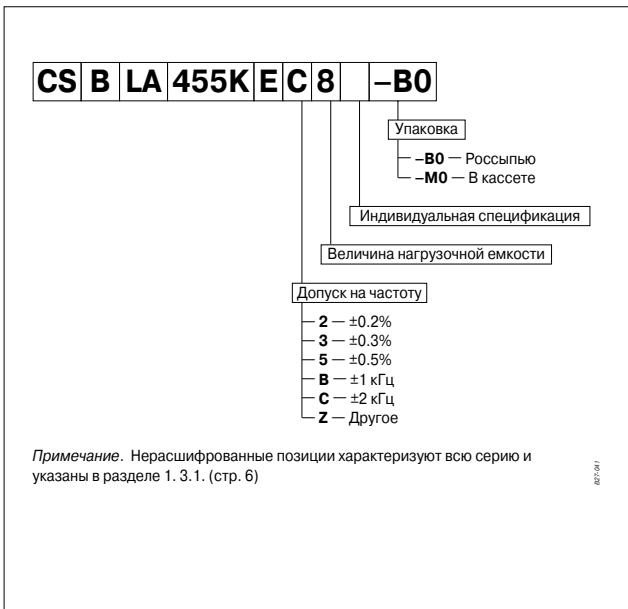 CS B LA 455K E C 8 –B0
Упаковка
–B0 — Россыпью
–M0 — В кассете
Индивидуальная спецификация
Величина нагрузочной емкости
Допуск на частоту
2 — ±0.2%
3 — ±0.3%
5 — ±0.5%
B — ±1 кГц
C — ±2 кГц
Z — Другое
Примечание. Нерасшифрованные позиции характеризуют всю серию и
указаны в разделе 1. 3.1. (стр. 6)
B27-041